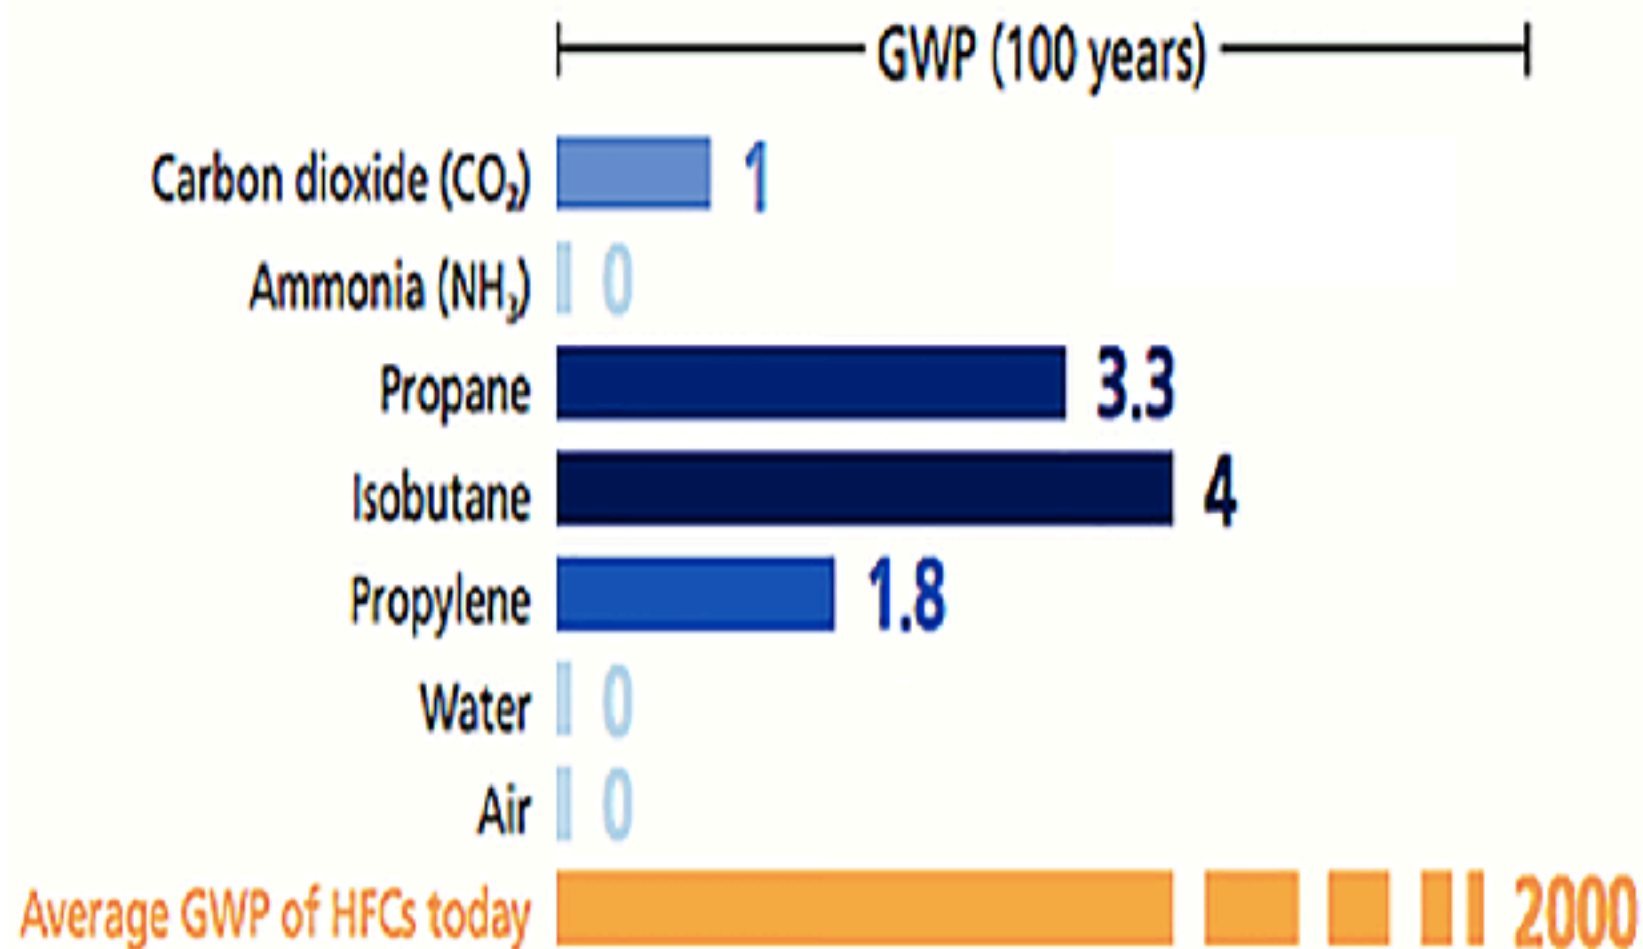 GWP (100 years)
Carbon dioxide (CO₂) 1
Ammonia (NH₃) 0
Propane 3.3
Isobutane 4
Propylene 1.8
Water 0
Air 0
Average GWP of HFCs today 2000